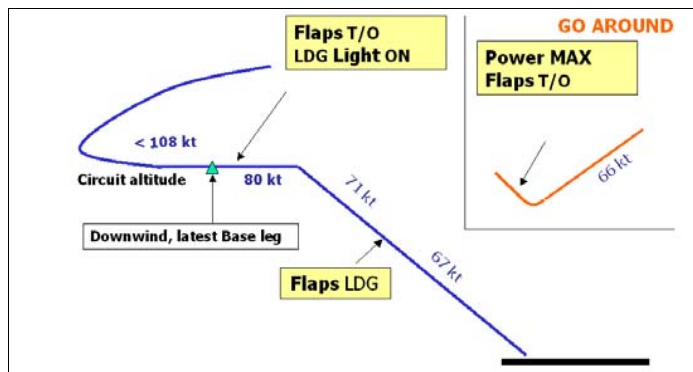 Flaps T/O
LDG Light ON
GO AROUND
Power MAX
Flaps T/O
66 kt
< 108 kt
Circuit altitude
80 kt
Downwind, latest Base leg
71 kt
Flaps LDG
67 kt